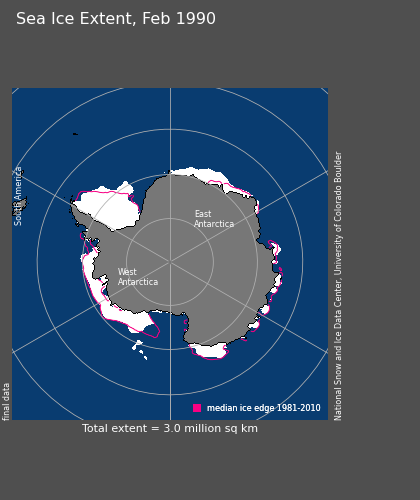 Sea Ice Extent, Feb 1990
South America
East
Antarctica
West
Antarctica
National Snow and Ice Data Center, University of Colorado Boulder
final data
median ice edge 1981-2010
Total extent = 3.0 million sq km